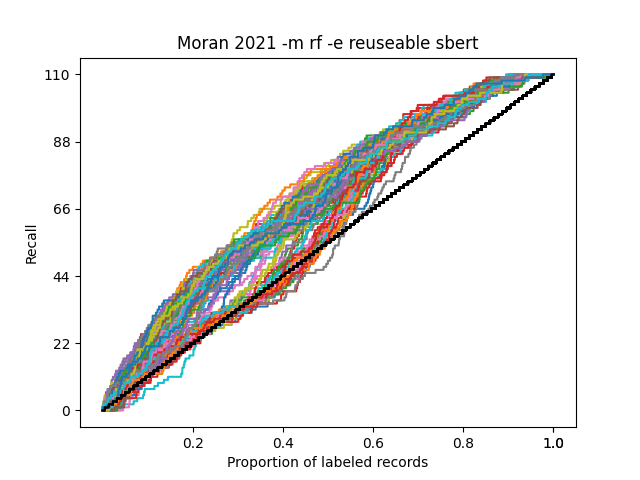 Moran 2021 -m rf -e reuseable sbert
110
88
66
44
22
0
Recall
0.2 0.4 0.6 0.8 1.0
Proportion of labeled records